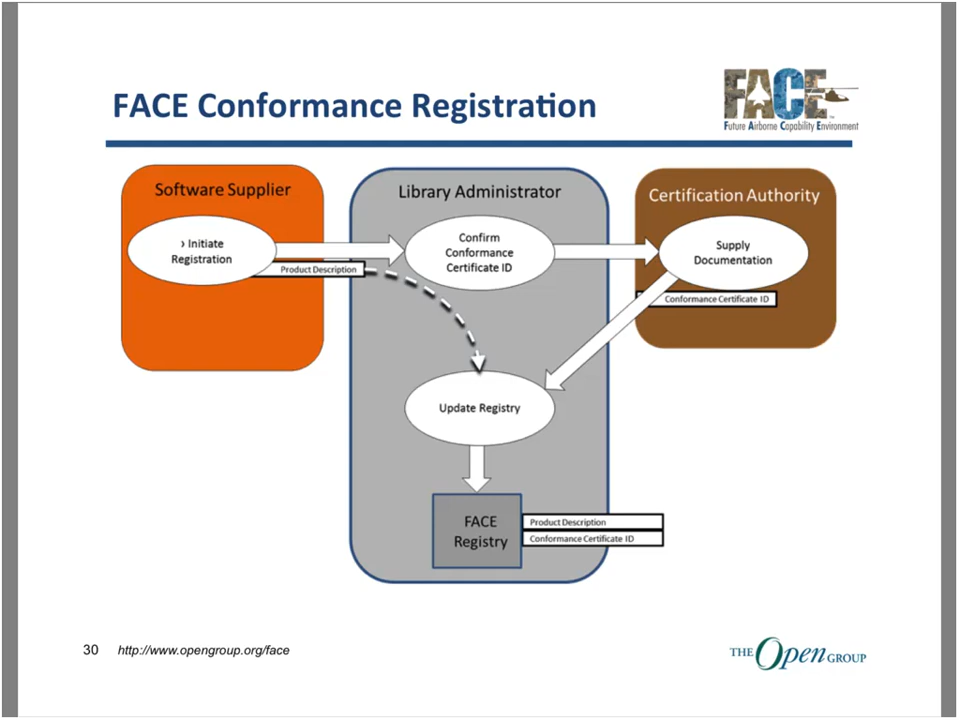 FACE Conformance Registration
FACE
™
Future Airborne Capability Environment
Software Supplier
› Initiate
Registration
Product Description
Library Administrator
Confirm
Conformance
Certificate ID
Certification Authority
Supply
Documentation
Conformance Certificate ID
Update Registry
FACE
Registry
Product Description
Conformance Certificate ID
30 http://www.opengroup.org/face
THE Open GROUP